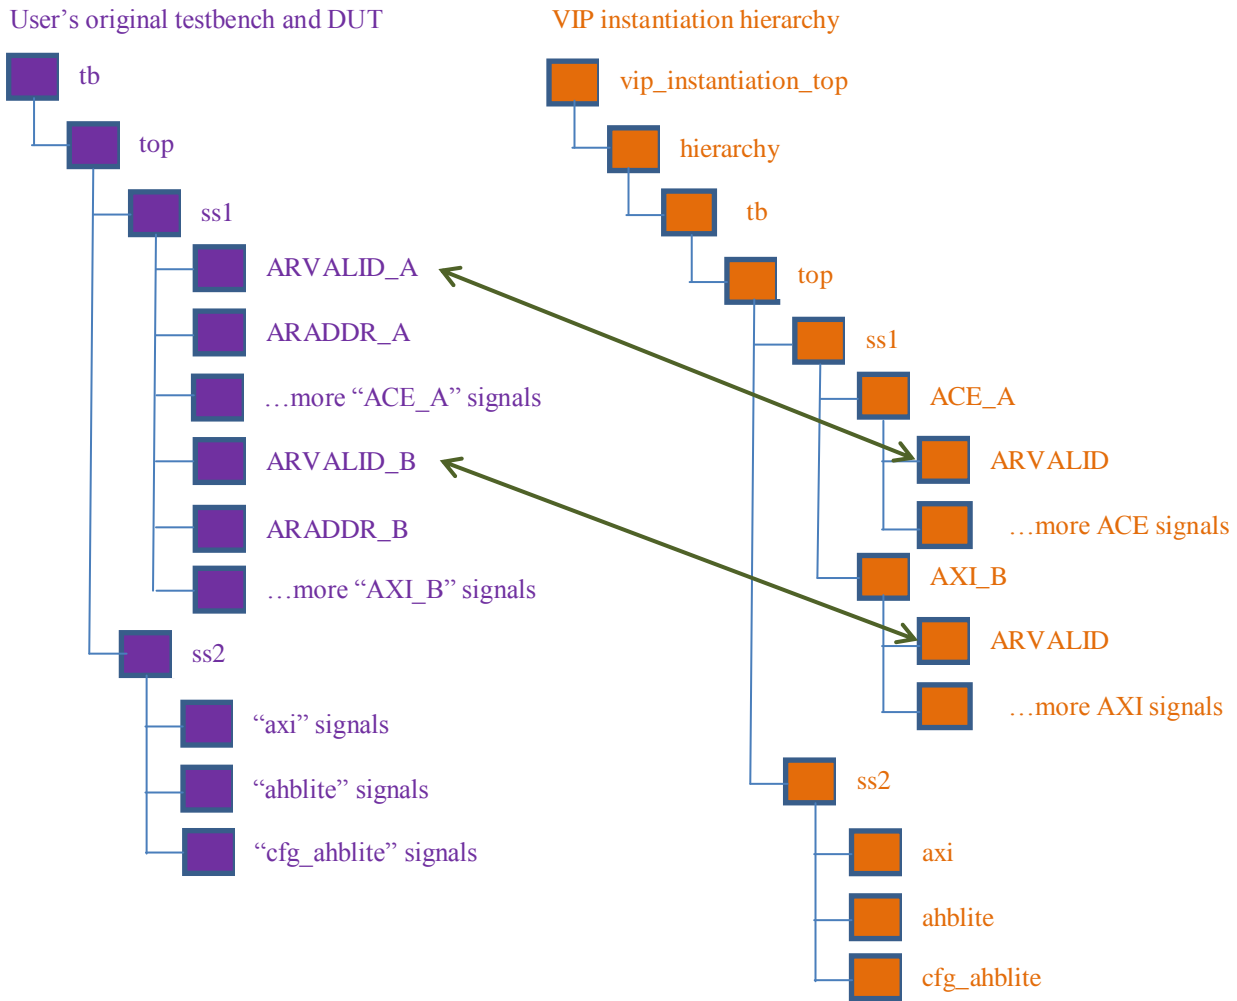 User’s original testbench and DUT
tb
top
ss1
ARVALID_A
ARADDR_A
…more “ACE_A” signals
ARVALID_B
ARADDR_B
…more “AXI_B” signals
ss2
“axi” signals
“ahblite” signals
“cfg_ahblite” signals
VIP instantiation hierarchy
vip_instantiation_top
hierarchy
tb
top
ss1
ACE_A
ARVALID
…more ACE signals
AXI_B
ARVALID
…more AXI signals
ss2
axi
ahblite
cfg_ahblite